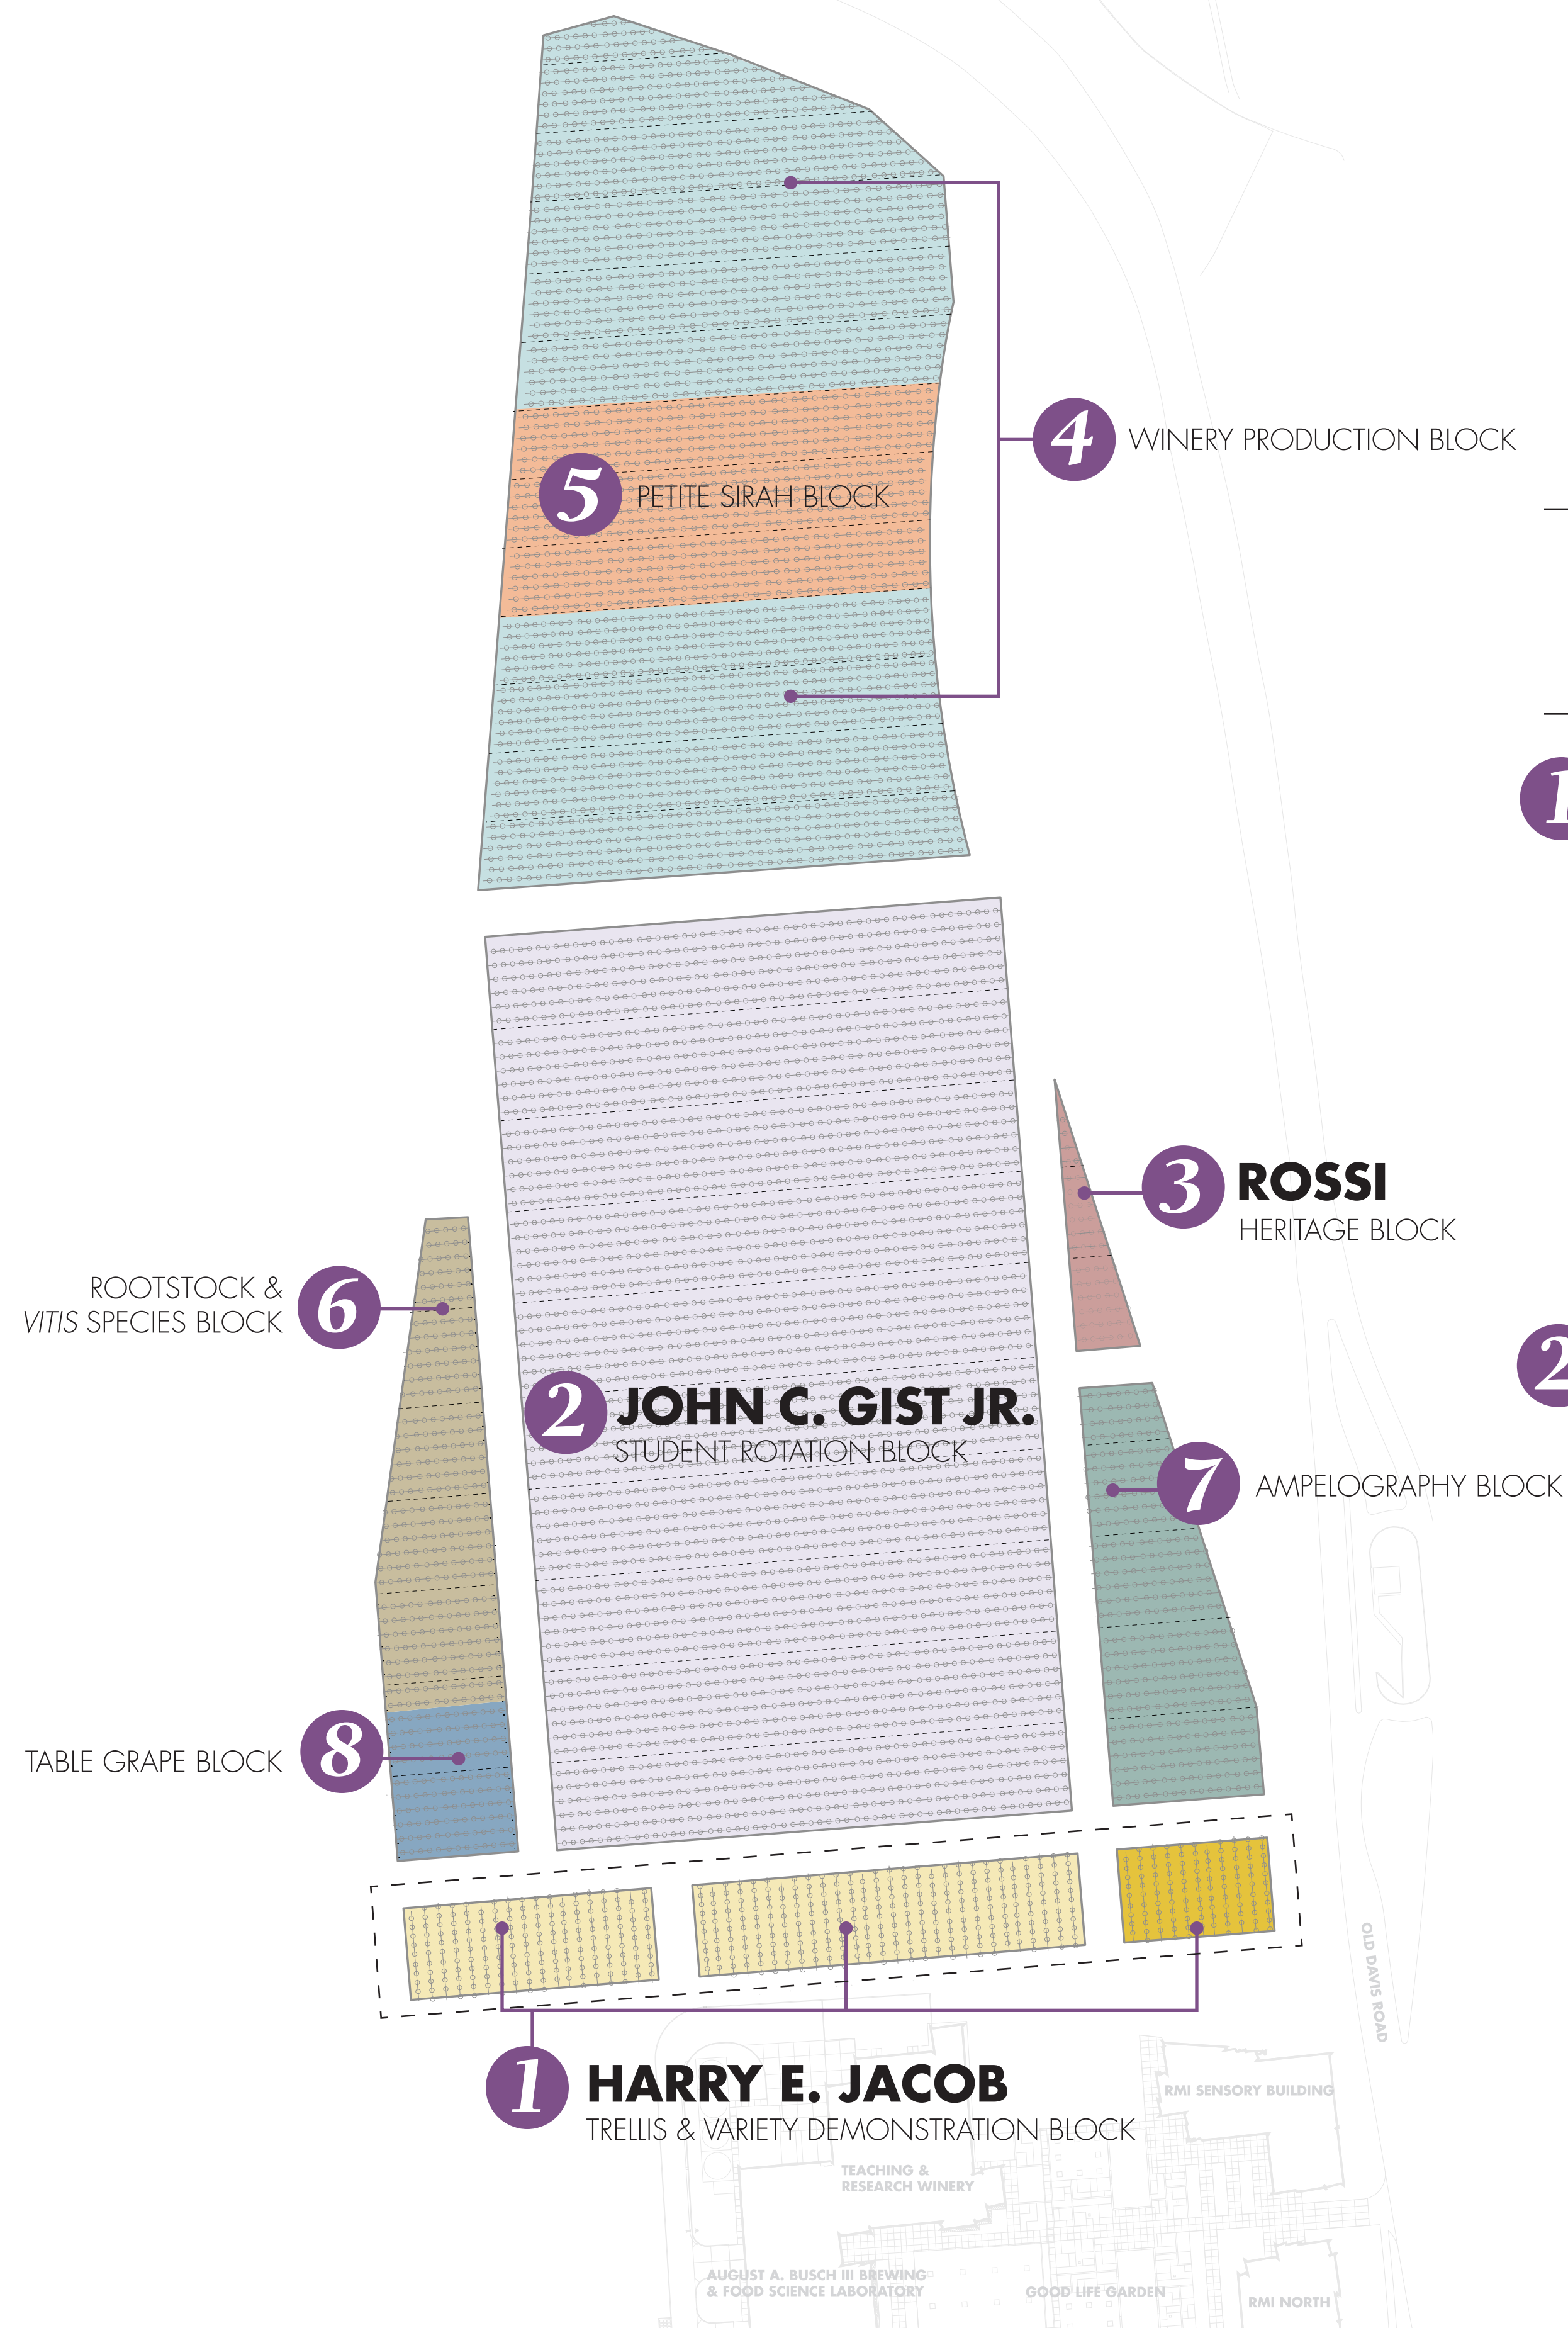 4 WINERY PRODUCTION BLOCK
5 PETITE SIRAH BLOCK
1
3 ROSSI
HERITAGE BLOCK
ROOTSTOCK &
VITIS SPECIES BLOCK
6
2
2 JOHN C. GIST JR.
STUDENT ROTATION BLOCK
7 AMPELOGRAPHY BLOCK
TABLE GRAPE BLOCK 8
OLD DAVIS ROAD
1 HARRY E. JACOB
TRELLIS & VARIETY DEMONSTRATION BLOCK
RMI SENSORY BUILDING
TEACHING &
RESEARCH WINERY
AUGUST A. BUSCH III BREWING
& FOOD SCIENCE LABORATORY
GOOD LIFE GARDEN
RMI NORTH